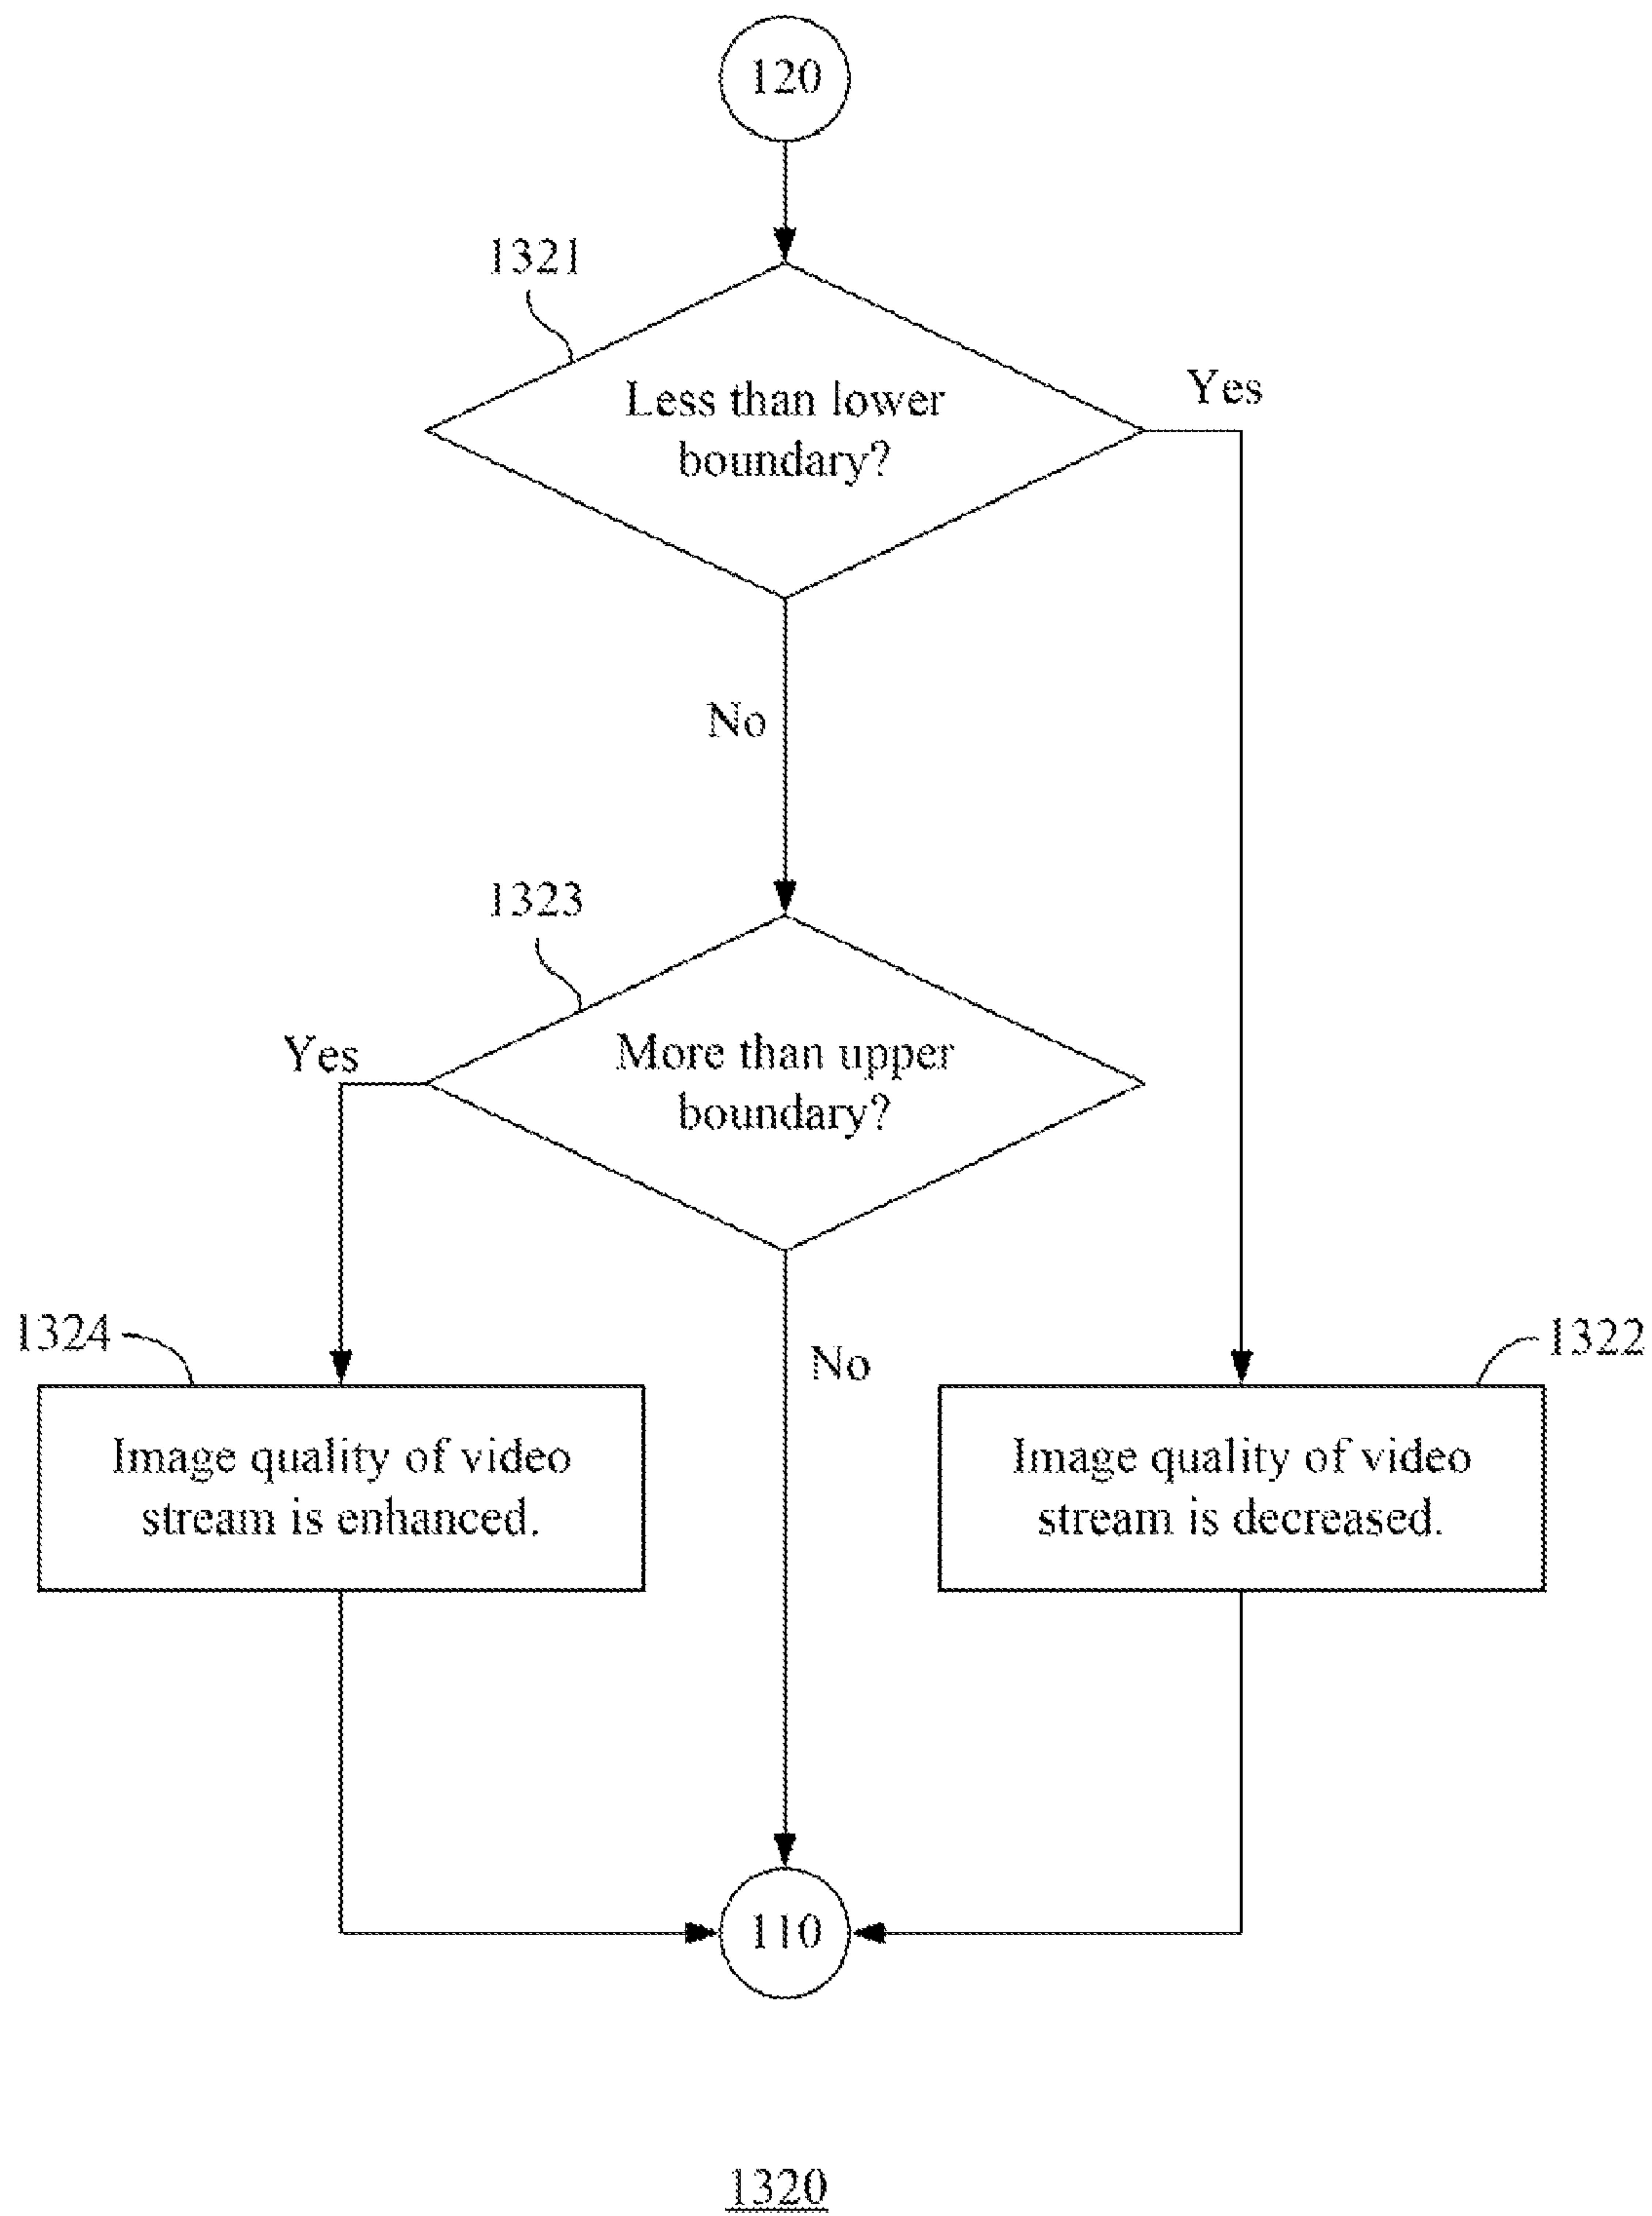 120
1321
Less than lower
boundary?
Yes
No
1323
More than upper
boundary?
Yes
No
1324
Image quality of video
stream is enhanced.
1322
Image quality of video
stream is decreased.
110
1320